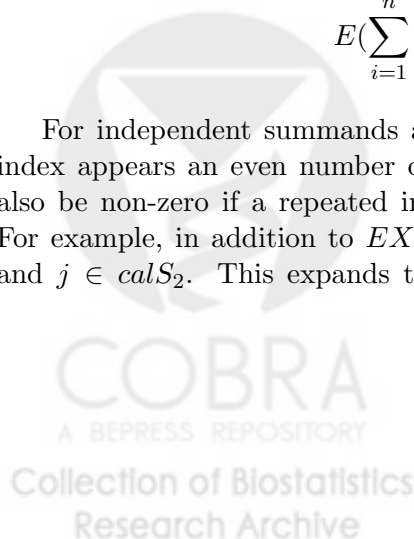 n
E(∑
i=1
For independent summands a
index appears an even number o
also be non-zero if a repeated in
For example, in addition to EX
and j ∈ calS₂. This expands t
COBRA
A BEPRESS REPOSITORY
Collection of Biostatistics
Research Archive